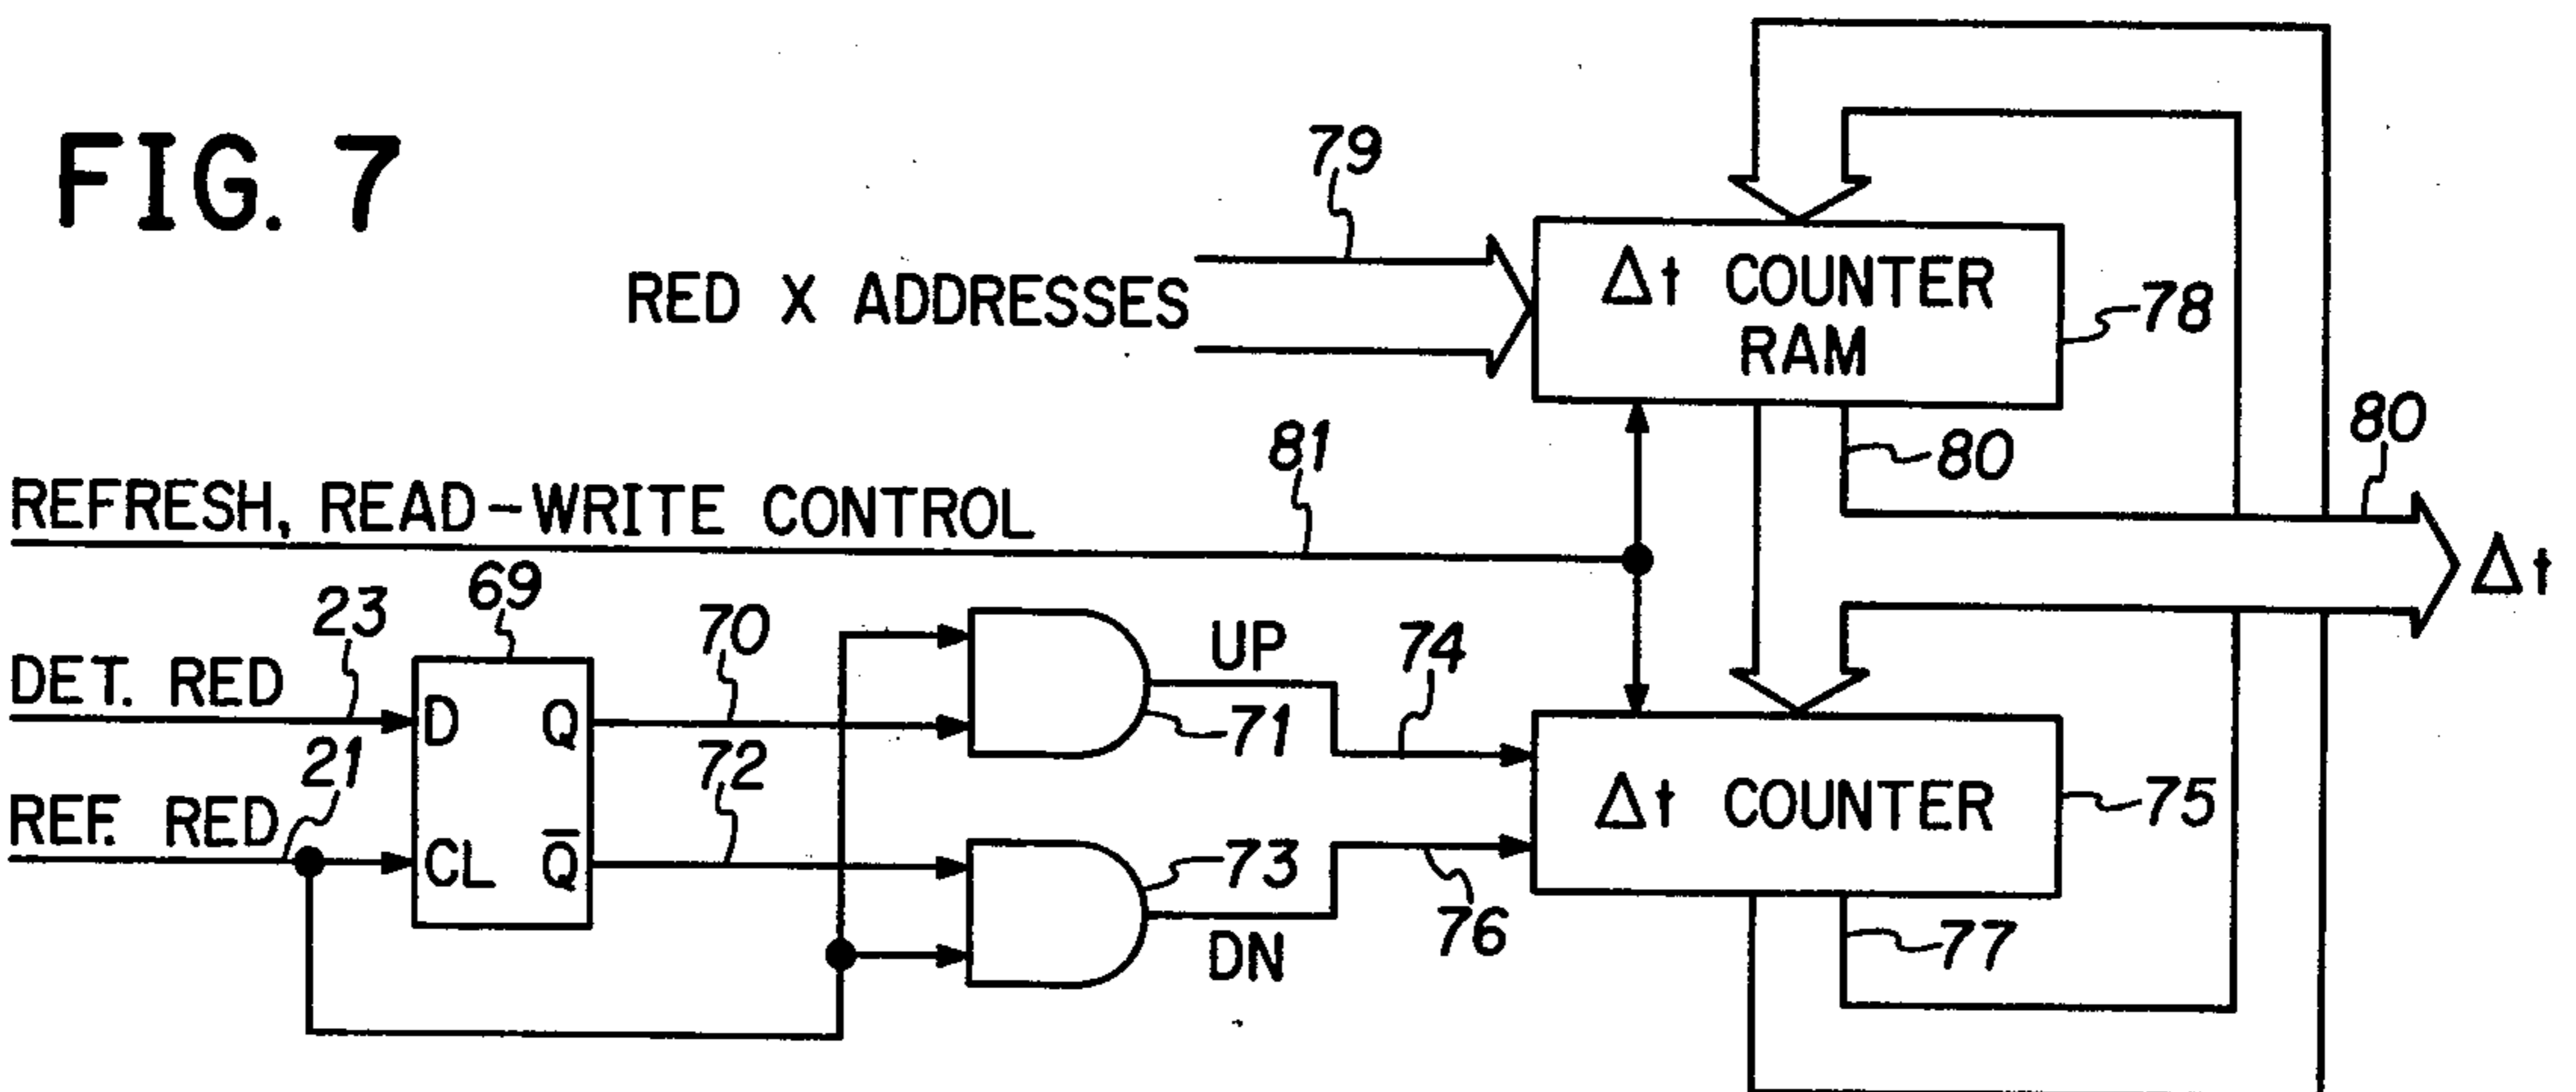 FIG. 7
79
RED X ADDRESSES
Δt COUNTER
RAM
78
80
80
81
REFRESH, READ-WRITE CONTROL
Δt
69
23
DET. RED
D
Q
70
UP
71
74
21
REF. RED
CL
Q̅
72
73
DN
76
Δt COUNTER
75
77